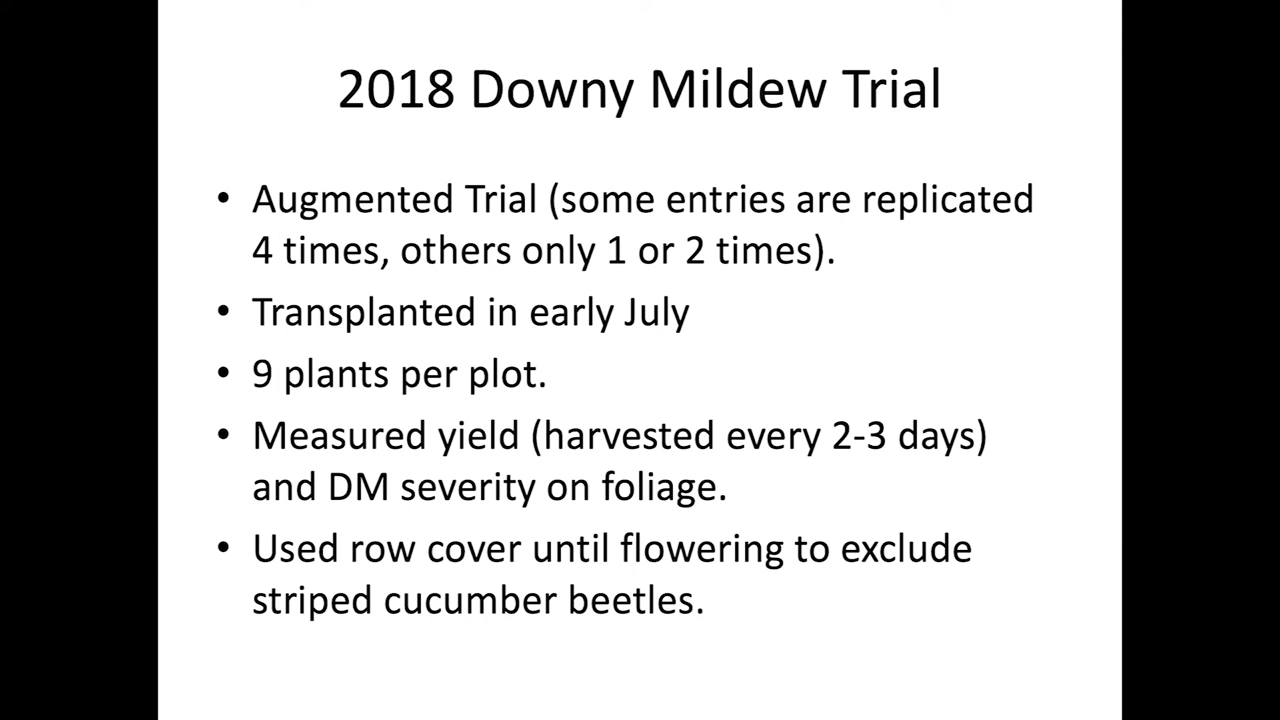 2018 Downy Mildew Trial
• Augmented Trial (some entries are replicated
4 times, others only 1 or 2 times).
• Transplanted in early July
• 9 plants per plot.
• Measured yield (harvested every 2-3 days)
and DM severity on foliage.
• Used row cover until flowering to exclude
striped cucumber beetles.